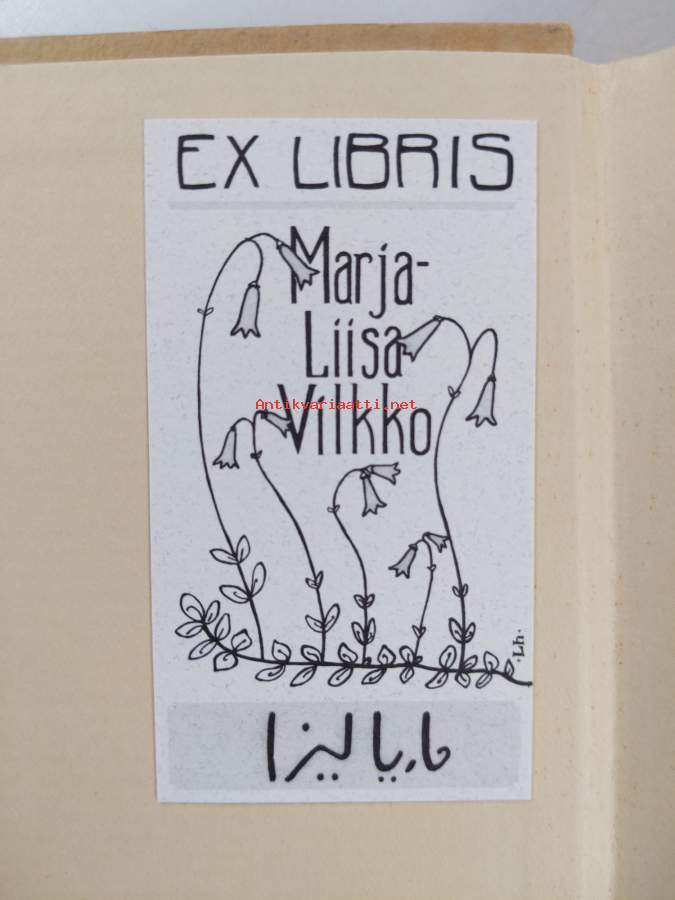 EX LIBRIS
Marja-
Liisa
Antikvariaatti.net
Vilkko
Lh.
ماریا لیزا